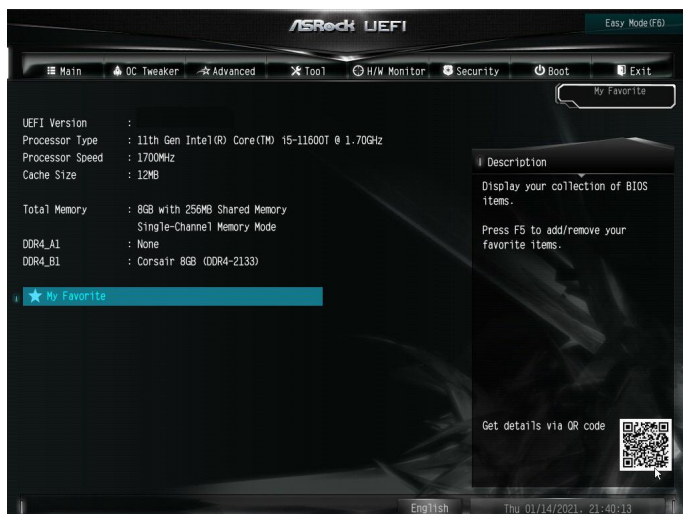 ASRock UEFI
Easy Mode(F6)
Main
OC Tweaker
Advanced
Tool
H/W Monitor
Security
Boot
Exit
My Favorite
UEFI Version :
Processor Type : 11th Gen Intel(R) Core(TM) i5-11600T @ 1.70GHz
Processor Speed : 1700MHz
Cache Size : 12MB
Total Memory : 8GB with 256MB Shared Memory
Single-Channel Memory Mode
DDR4_A1 : None
DDR4_B1 : Corsair 8GB (DDR4-2133)
My Favorite
Description
Display your collection of BIOS
items.
Press F5 to add/remove your
favorite items.
Get details via QR code
English
Thu 01/14/2021. 21:40:13